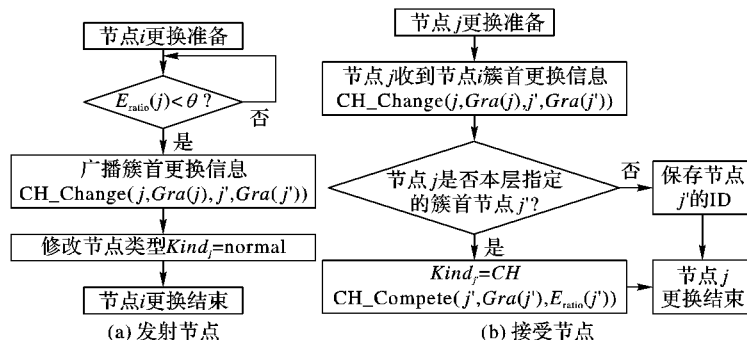 节点i更换准备
E_ratio(j)<θ?
否
是
广播簇首更换信息
CH_Change(j,Gra(j),j',Gra(j'))
修改节点类型Kind_j=normal
节点i更换结束
(a) 发射节点
节点j更换准备
节点j收到节点i簇首更换信息
CH_Change(j,Gra(j),j',Gra(j'))
节点j是否本层指定
的簇首节点j'?
否
保存节点
j'的ID
是
Kind_j'=CH
CH_Compete(j',Gra(j'),E_ratio(j'))
节点j
更换结束
(b) 接受节点